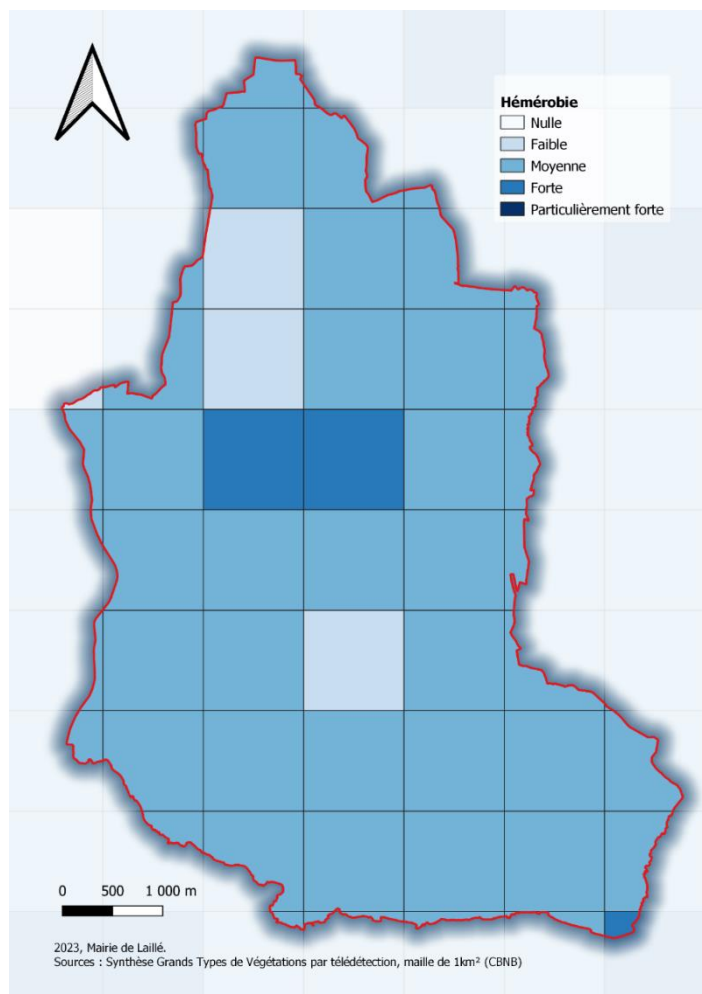 Hémérobie
Nulle
Faible
Moyenne
Forte
Particulièrement forte
0 500 1 000 m
2023, Mairie de Laillé.
Sources : Synthèse Grands Types de Végétations par télédétection, maille de 1km² (CBNB)